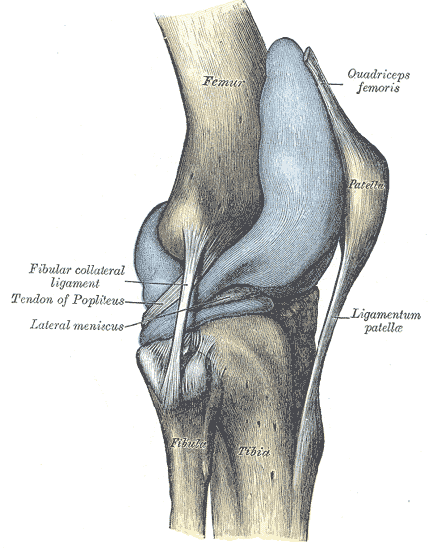 Femur
Quadriceps
femoris
Patella
Fibular collateral
ligament
Tendon of Popliteus
Lateral meniscus
Ligamentum
patellæ
Fibula
Tibia